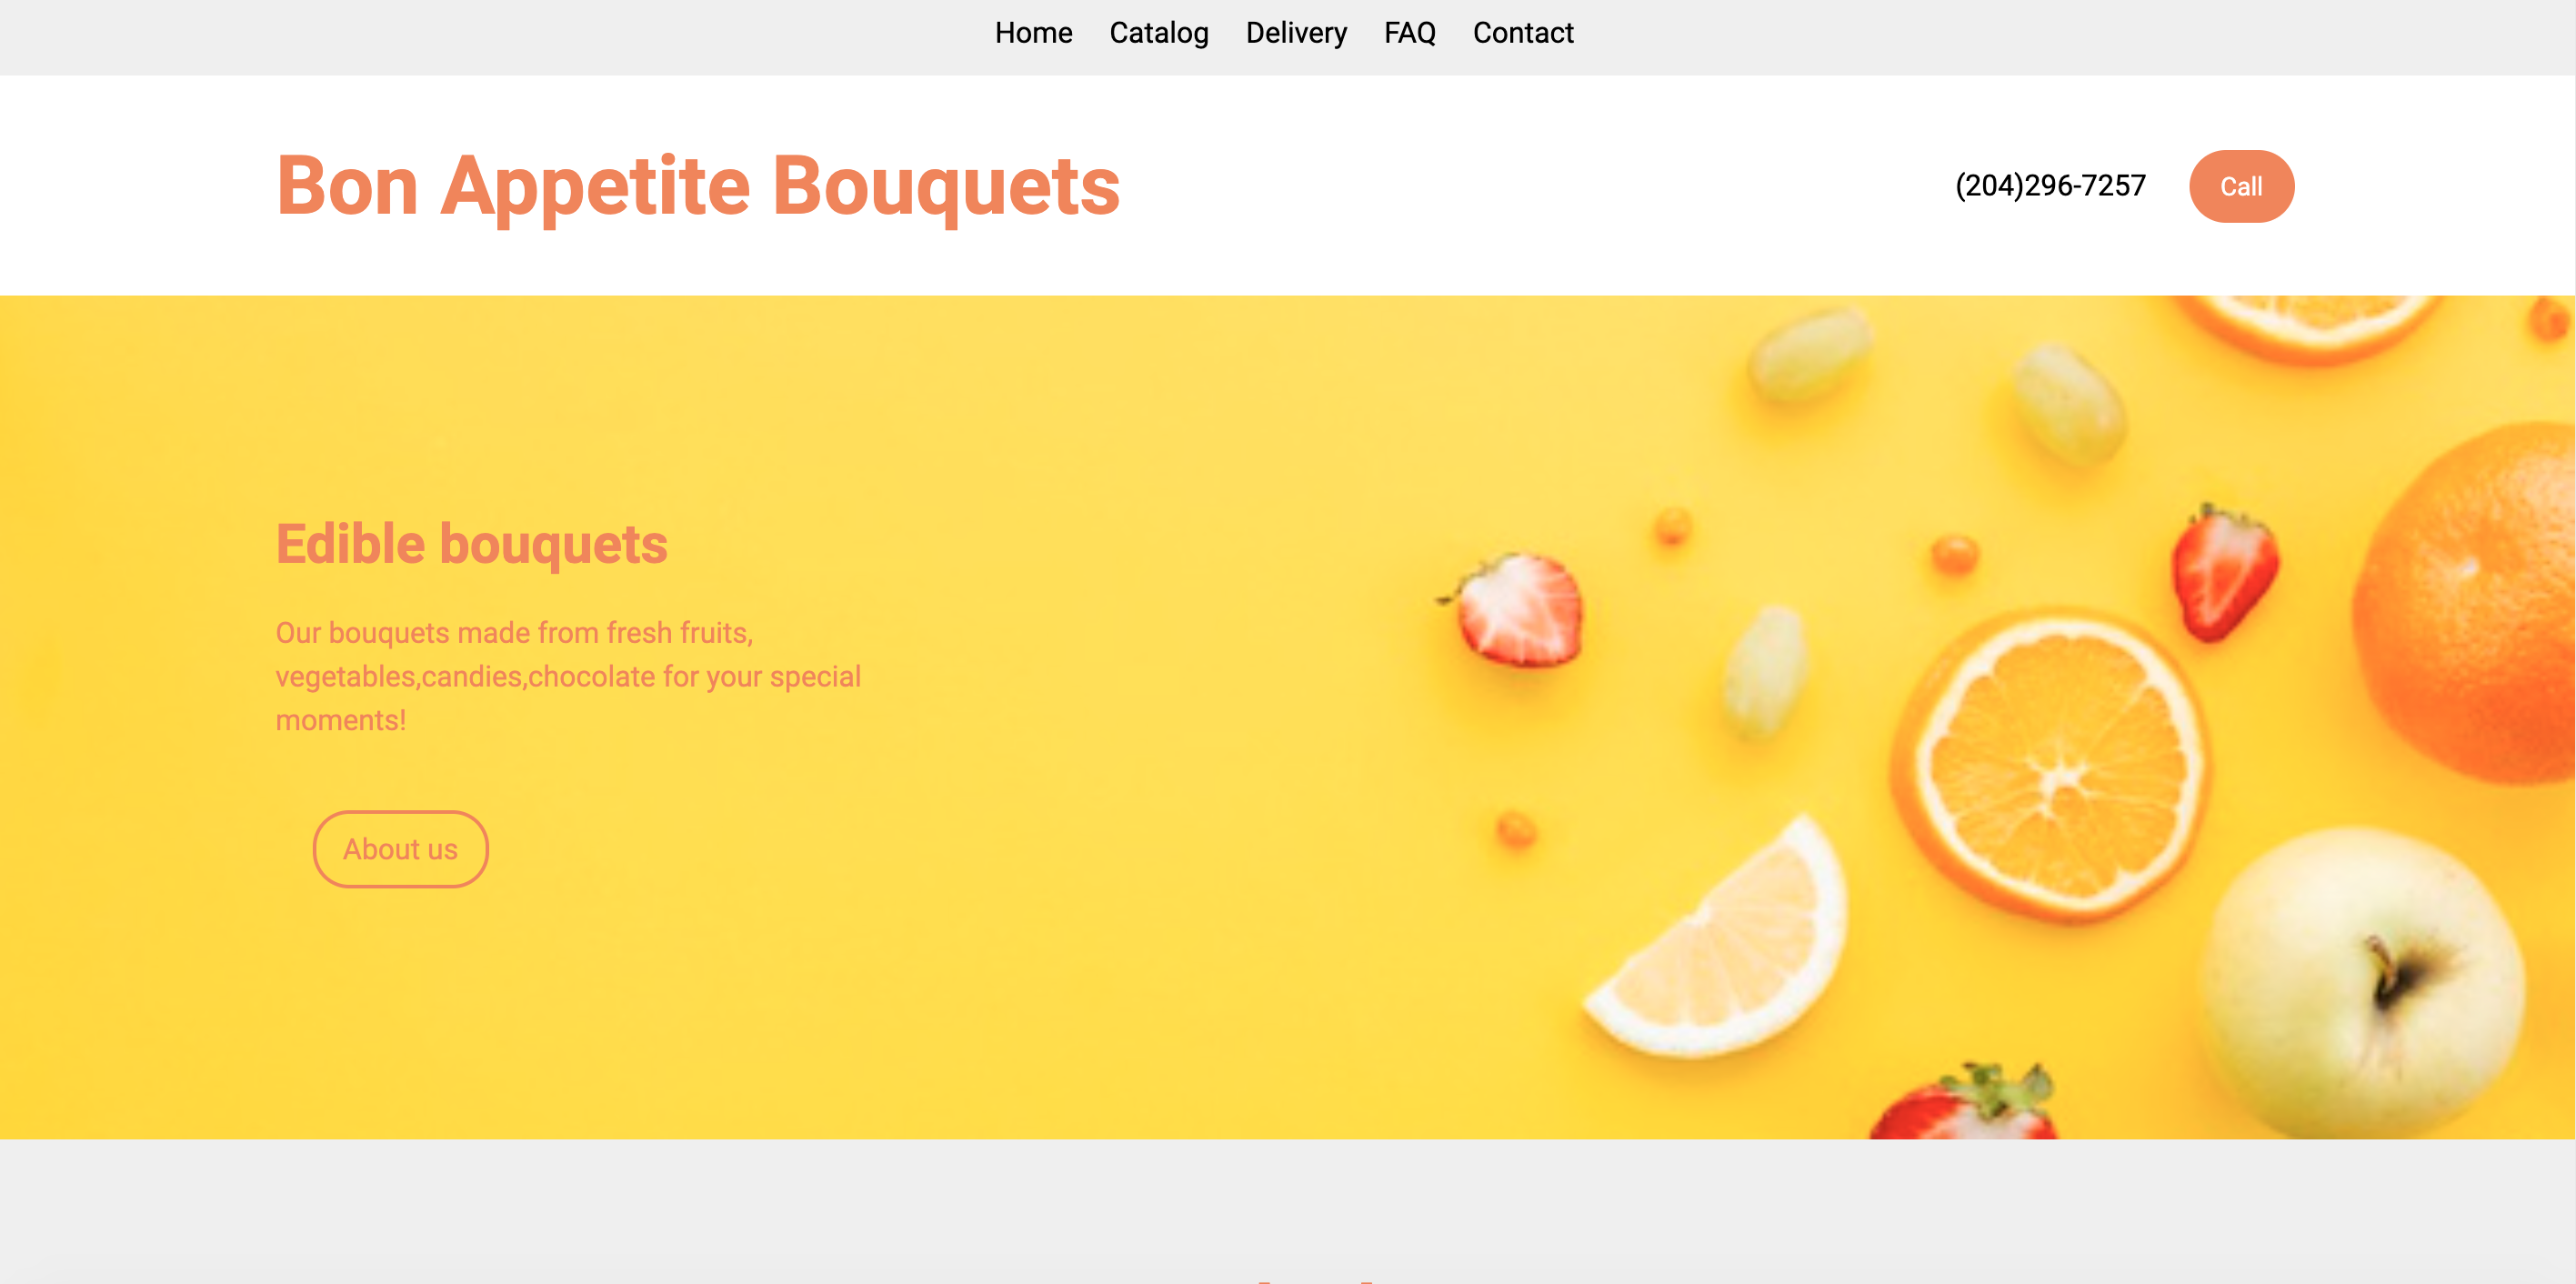 Home Catalog Delivery FAQ Contact
Bon Appetite Bouquets
(204)296-7257 Call
Edible bouquets
Our bouquets made from fresh fruits,
vegetables,candies,chocolate for your special
moments!
About us